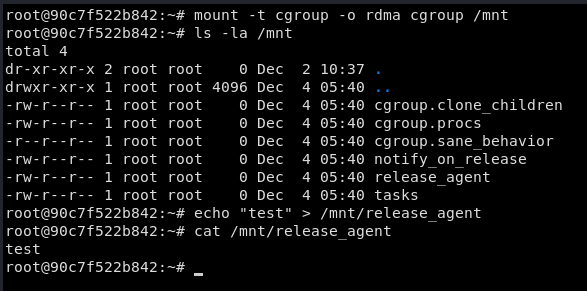 root@90c7f522b842:~# mount -t cgroup -o rdma cgroup /mnt
root@90c7f522b842:~# ls -la /mnt
total 4
dr-xr-xr-x 2 root root    0 Dec  2 10:37 .
drwxr-xr-x 1 root root 4096 Dec  4 05:40 ..
-rw-r--r-- 1 root root    0 Dec  4 05:40 cgroup.clone_children
-rw-r--r-- 1 root root    0 Dec  4 05:40 cgroup.procs
-r--r--r-- 1 root root    0 Dec  4 05:40 cgroup.sane_behavior
-rw-r--r-- 1 root root    0 Dec  4 05:40 notify_on_release
-rw-r--r-- 1 root root    0 Dec  4 05:40 release_agent
-rw-r--r-- 1 root root    0 Dec  4 05:40 tasks
root@90c7f522b842:~# echo "test" > /mnt/release_agent
root@90c7f522b842:~# cat /mnt/release_agent
test
root@90c7f522b842:~#